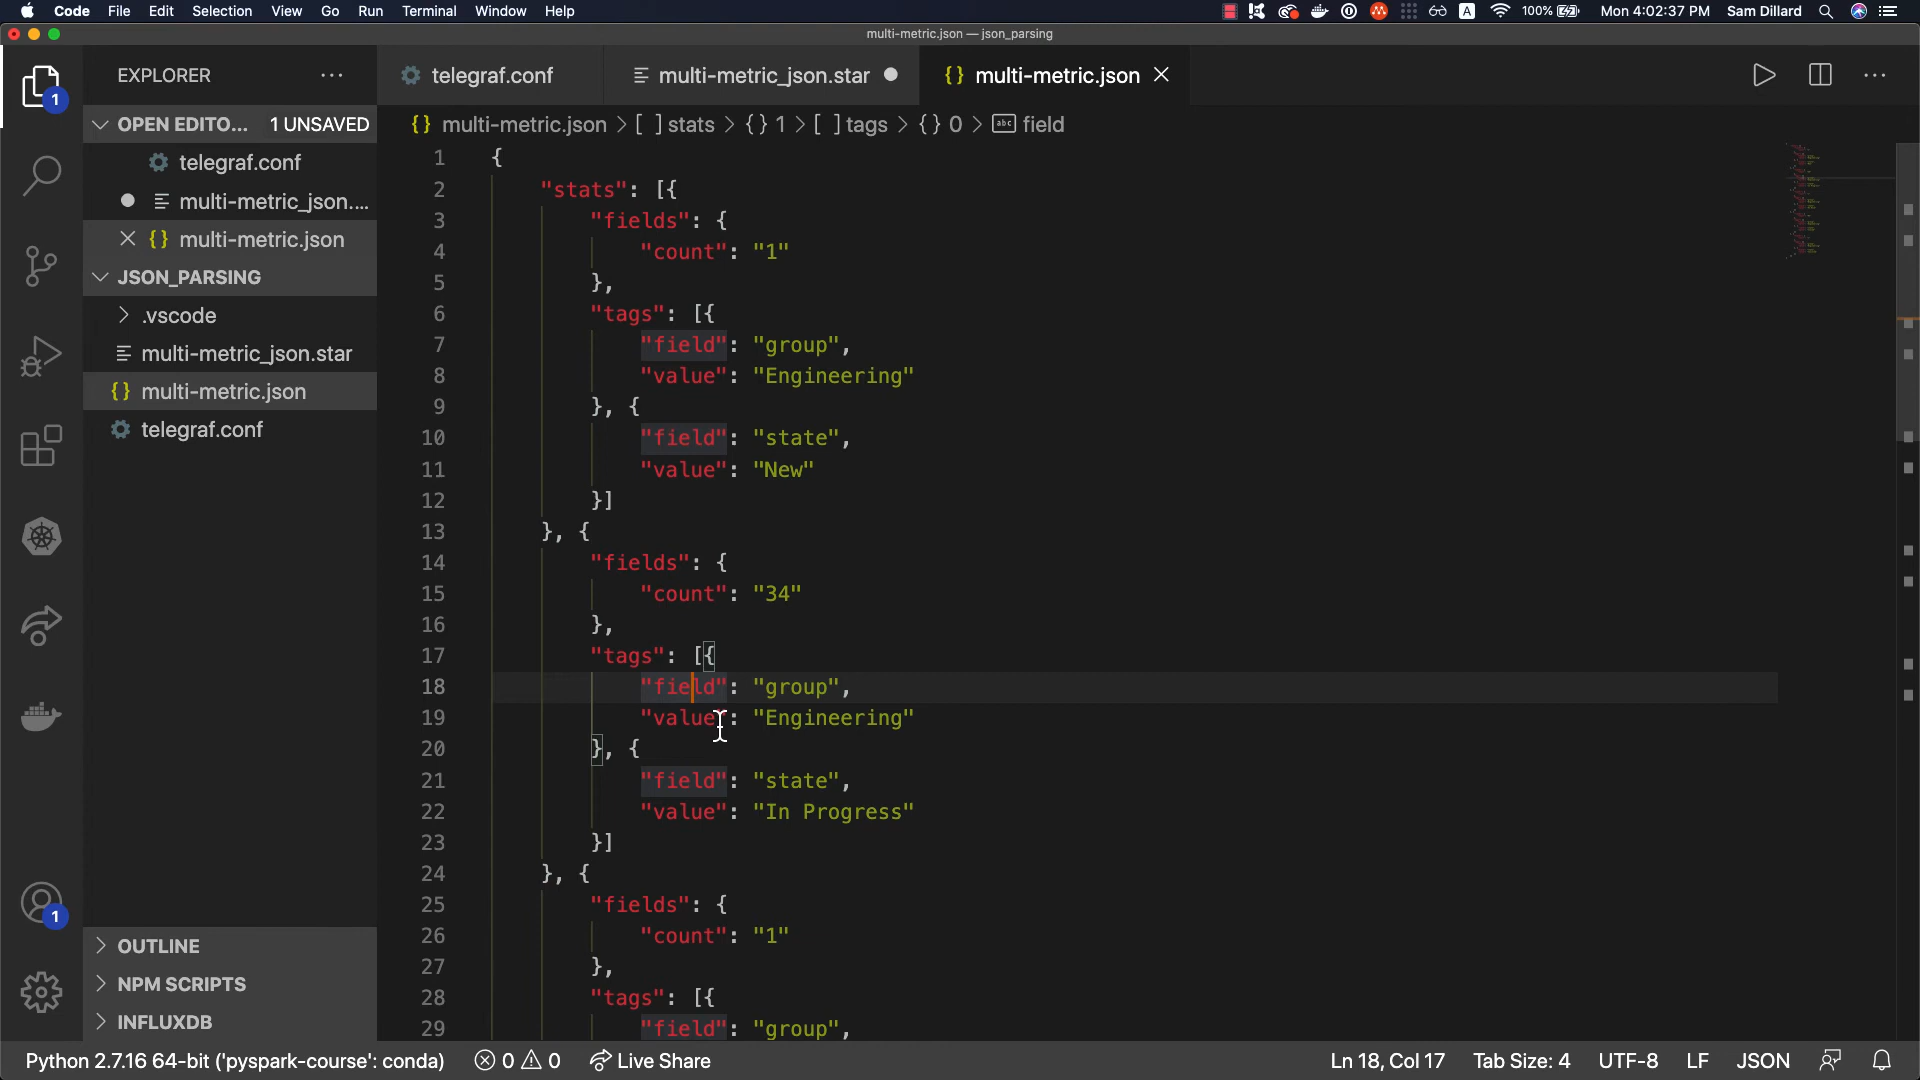 Code File Edit Selection View Go Run Terminal Window Help A 100% Mon 4:02:37 PM Sam Dillard
multi-metric.json — json_parsing
EXPLORER ···
telegraf.conf
multi-metric_json.star
{} multi-metric.json
1
OPEN EDITO... 1 UNSAVED
telegraf.conf
multi-metric_json....
{} multi-metric.json
JSON_PARSING
.vscode
multi-metric_json.star
{} multi-metric.json
telegraf.conf
{} multi-metric.json > [ ] stats > {} 1 > [ ] tags > {} 0 > abc field
1 {
2 "stats": [{
3 "fields": {
4 "count": "1"
5 },
6 "tags": [{
7 "field": "group",
8 "value": "Engineering"
9 }, {
10 "field": "state",
11 "value": "New"
12 }]
13 }, {
14 "fields": {
15 "count": "34"
16 },
17 "tags": [{
18 "field": "group",
19 "value": "Engineering"
20 }, {
21 "field": "state",
22 "value": "In Progress"
23 }]
24 }, {
25 "fields": {
26 "count": "1"
27 },
28 "tags": [{
29 "field": "group",
1
OUTLINE
NPM SCRIPTS
INFLUXDB
Python 2.7.16 64-bit ('pyspark-course': conda) 0 0 Live Share Ln 18, Col 17 Tab Size: 4 UTF-8 LF JSON